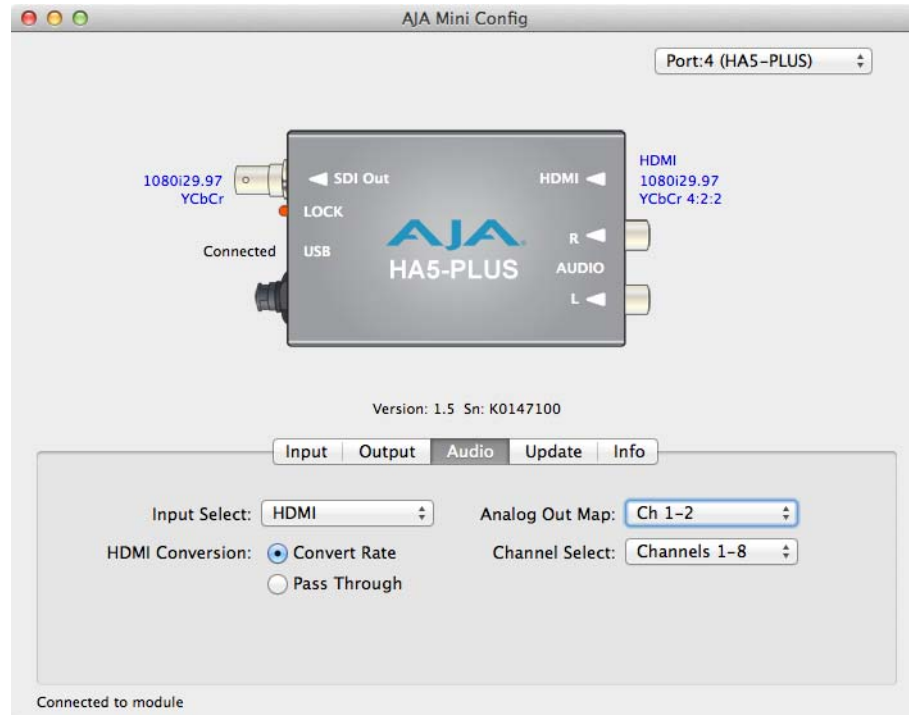 AJA Mini Config
Port:4 (HA5-PLUS)
1080i29.97
YCbCr
SDI Out
HDMI
HDMI
1080i29.97
YCbCr 4:2:2
LOCK
Connected
USB
AJA
HA5-PLUS
R
AUDIO
L
Version: 1.5 Sn: K0147100
Input Output Audio Update Info
Input Select: HDMI
Analog Out Map: Ch 1-2
HDMI Conversion: Convert Rate
Channel Select: Channels 1-8
Pass Through
Connected to module